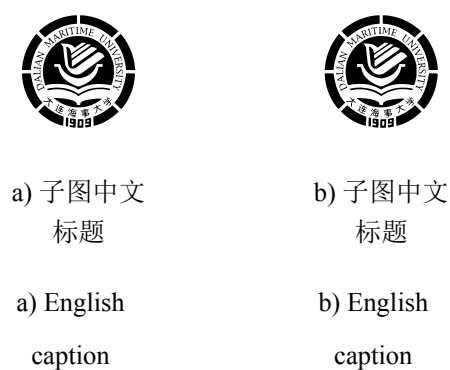 DALIAN MARITIME UNIVERSITY
大连海事大学
1909
DALIAN MARITIME UNIVERSITY
大连海事大学
1909
a) 子图中文
标题
b) 子图中文
标题
a) English
caption
b) English
caption